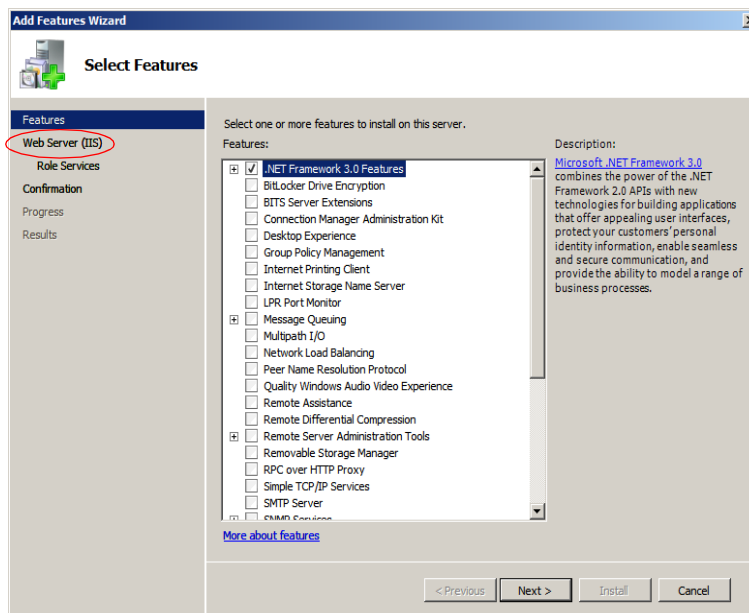 Add Features Wizard
Select Features
Features
Web Server (IIS)
Role Services
Confirmation
Progress
Results
Select one or more features to install on this server.
Features:
.NET Framework 3.0 Features
BitLocker Drive Encryption
BITS Server Extensions
Connection Manager Administration Kit
Desktop Experience
Group Policy Management
Internet Printing Client
Internet Storage Name Server
LPR Port Monitor
Message Queuing
Multipath I/O
Network Load Balancing
Peer Name Resolution Protocol
Quality Windows Audio Video Experience
Remote Assistance
Remote Differential Compression
Remote Server Administration Tools
Removable Storage Manager
RPC over HTTP Proxy
Simple TCP/IP Services
SMTP Server
SNMP Services
More about features
Description:
Microsoft .NET Framework 3.0
combines the power of the .NET
Framework 2.0 APIs with new
technologies for building applications
that offer appealing user interfaces,
protect your customers' personal
identity information, enable seamless
and secure communication, and
provide the ability to model a range of
business processes.
< Previous
Next >
Install
Cancel